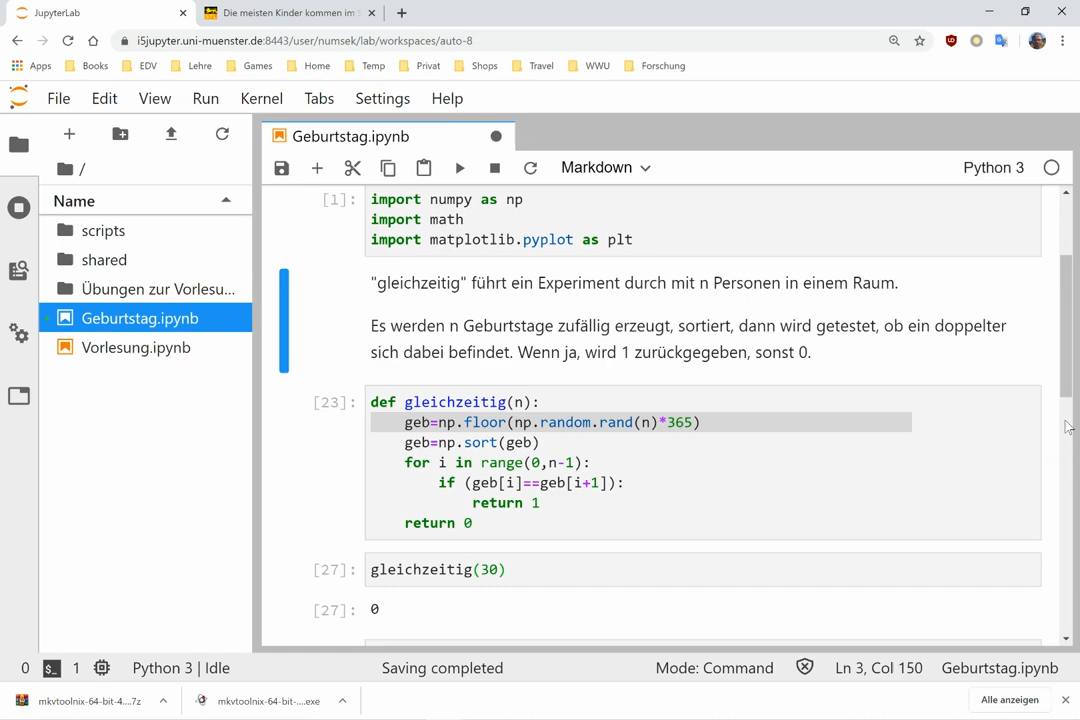 JupyterLab
Die meisten Kinder kommen im S
i5jupyter.uni-muenster.de:8443/user/numsek/lab/workspaces/auto-8
Apps Books EDV Lehre Games Home Temp Privat Shops Travel WWU Forschung
File Edit View Run Kernel Tabs Settings Help
Geburtstag.ipynb
Markdown
Python 3
/
Name
scripts
shared
Übungen zur Vorlesu...
Geburtstag.ipynb
Vorlesung.ipynb
[1]: import numpy as np
import math
import matplotlib.pyplot as plt
"gleichzeitig" führt ein Experiment durch mit n Personen in einem Raum.
Es werden n Geburtstage zufällig erzeugt, sortiert, dann wird getestet, ob ein doppelter
sich dabei befindet. Wenn ja, wird 1 zurückgegeben, sonst 0.
[23]: def gleichzeitig(n):
geb=np.floor(np.random.rand(n)*365)
geb=np.sort(geb)
for i in range(0,n-1):
if (geb[i]==geb[i+1]):
return 1
return 0
[27]: gleichzeitig(30)
[27]: 0
0 $_ 1 Python 3 | Idle Saving completed Mode: Command Ln 3, Col 150 Geburtstag.ipynb
mkvtoolnix-64-bit-4....7z mkvtoolnix-64-bit-....exe Alle anzeigen